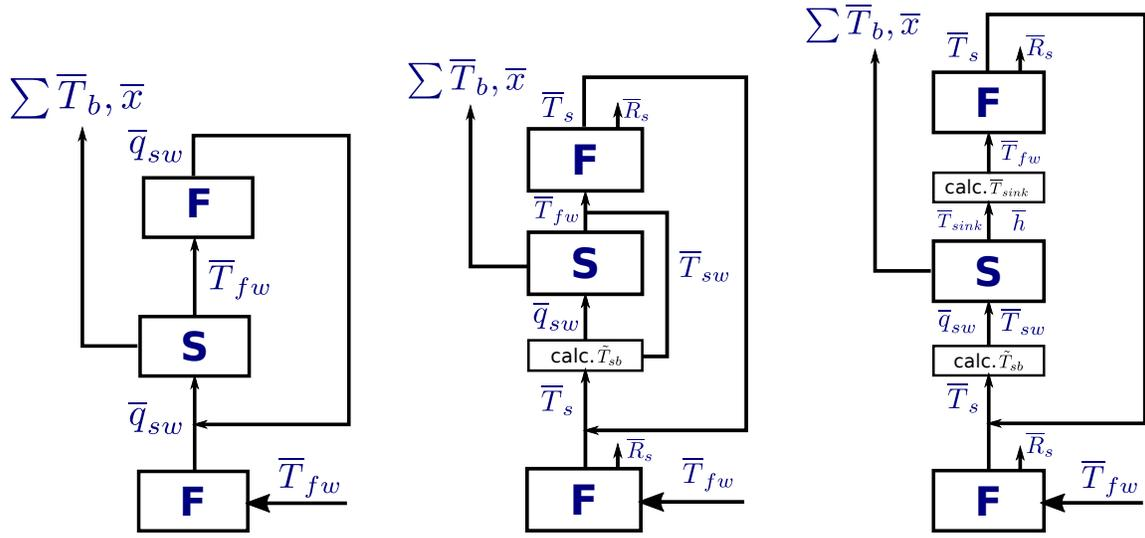 ∑ T̅_b, x̅
q̅_sw
F
T̅_fw
S
q̅_sw
T̅_fw
F
∑ T̅_b, x̅
T̅_s
R̅_s
F
T̅_fw
S
T̅_sw
q̅_sw
calc. T̃_sb
T̅_s
R̅_s
T̅_fw
F
∑ T̅_b, x̅
T̅_s
R̅_s
F
T̅_fw
calc. T̅_sink
T̅_sink h̅
S
q̅_sw T̅_sw
calc. T̃_sb
T̅_s
R̅_s
T̅_fw
F